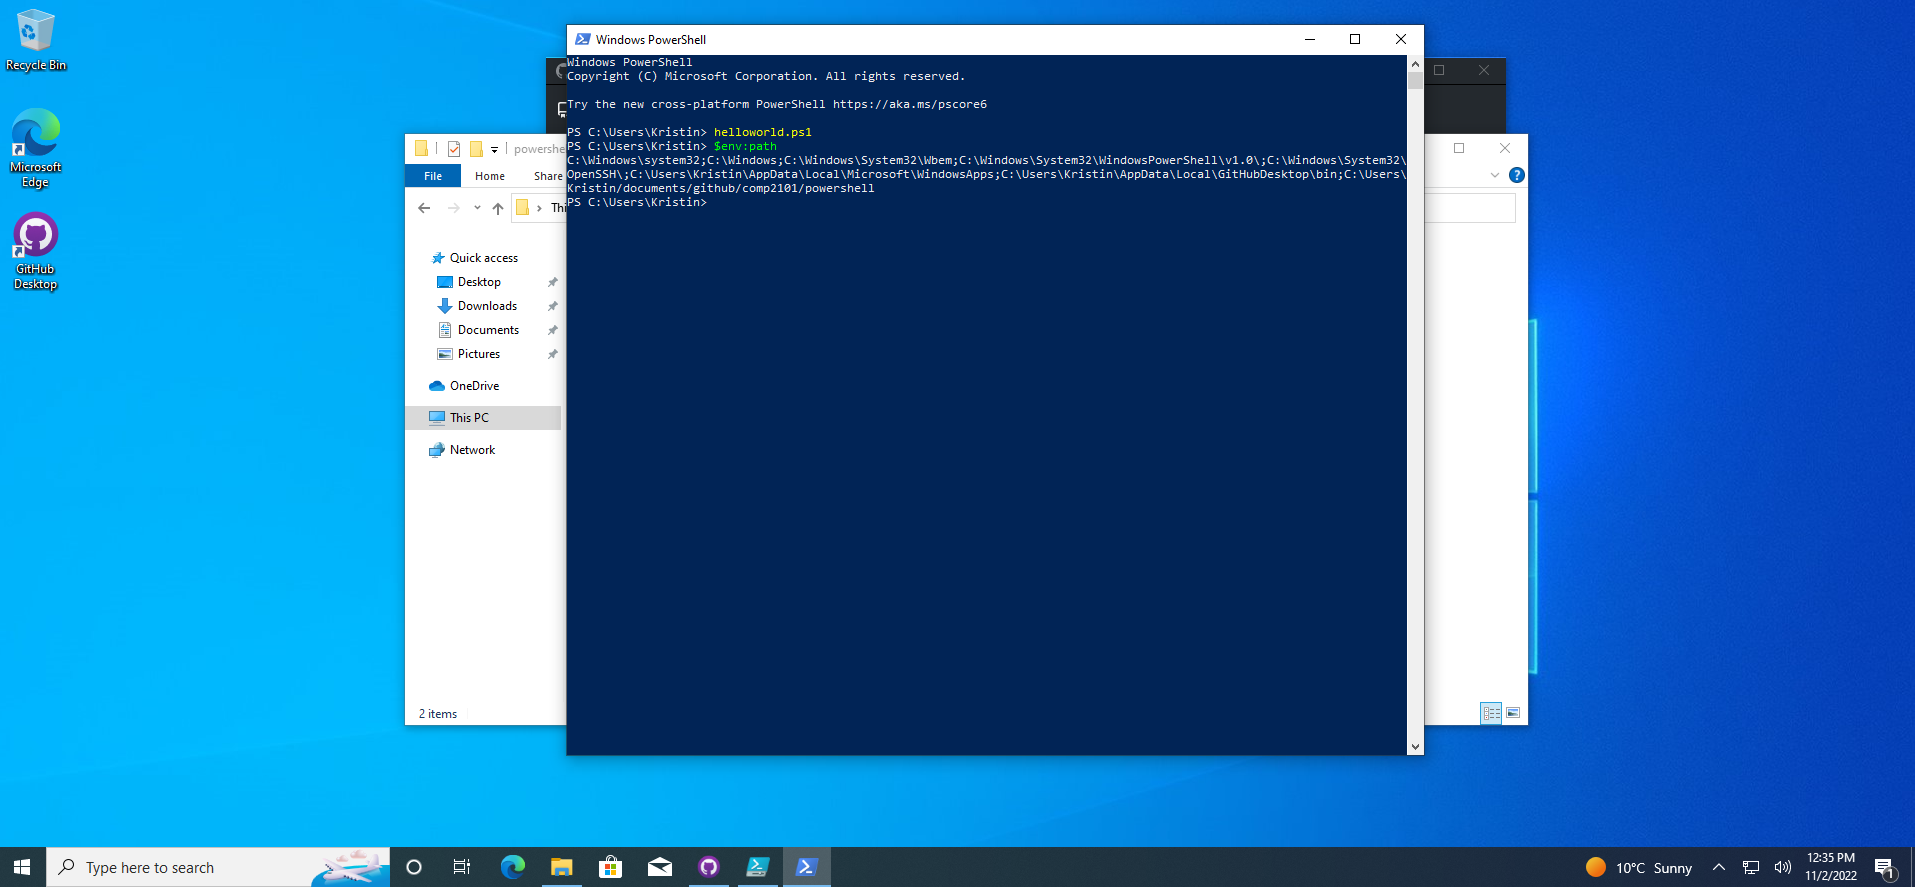 Recycle Bin
Microsoft
Edge
GitHub
Desktop
Windows PowerShell
Windows PowerShell
Copyright (C) Microsoft Corporation. All rights reserved.
Try the new cross-platform PowerShell https://aka.ms/pscore6
PS C:\Users\Kristin> helloworld.ps1
PS C:\Users\Kristin> $env:path
C:\Windows\system32;C:\Windows;C:\Windows\System32\Wbem;C:\Windows\System32\WindowsPowerShell\v1.0\;C:\Windows\System32\
OpenSSH\;C:\Users\Kristin\AppData\Local\Microsoft\WindowsApps;C:\Users\Kristin\AppData\Local\GitHubDesktop\bin;C:\Users\
Kristin/documents/github/comp2101/powershell
PS C:\Users\Kristin>
powershe
File Home Share
Thi
Quick access
Desktop
Downloads
Documents
Pictures
OneDrive
This PC
Network
2 items
Type here to search
10°C Sunny
12:35 PM
11/2/2022
1